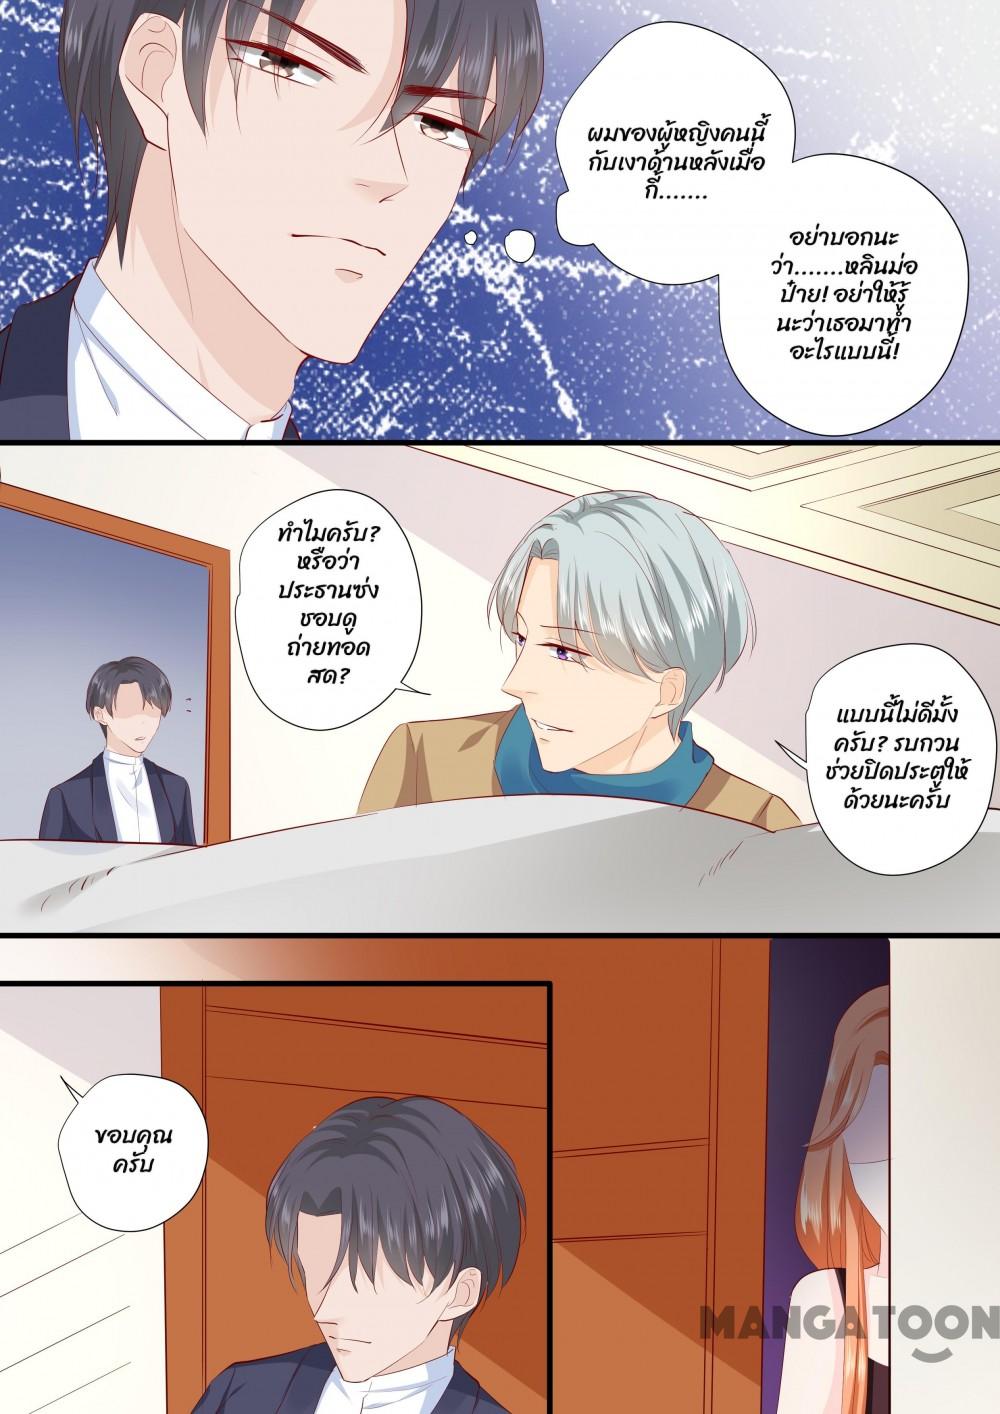 ผมของผู้หญิงคนนี้
กับเงาด้านหลังเมื่อ
กี้.......
อย่าบอกนะ
ว่า.......หลินม่อ
ป๋าย! อย่าให้รู้
นะว่าเธอมาทำ
อะไรแบบนี้!
ทำไมครับ?
หรือว่า
ประธานซ่ง
ชอบดู
ถ่ายทอด
สด?
แบบนี้ไม่ดีมั้ง
ครับ? รบกวน
ช่วยปิดประตูให้
ด้วยนะครับ
ขอบคุณ
ครับ
MANGATOON